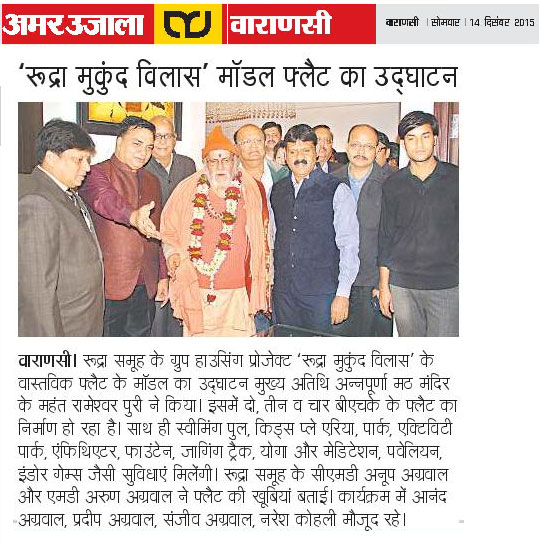 अमर उजाला वाराणसी
वाराणसी | सोमवार | 14 दिसंबर 2015
‘रूद्रा मुकुंद विलास’ मॉडल फ्लैट का उद्घाटन
वाराणसी। रूद्रा समूह के ग्रुप हाउसिंग प्रोजेक्ट ‘रूद्रा मुकुंद विलास’ के
वास्तविक फ्लैट के मॉडल का उद्घाटन मुख्य अतिथि अन्नपूर्णा मठ मंदिर
के महंत रामेश्वर पुरी ने किया। इसमें दो, तीन व चार बीएचके के फ्लैट का
निर्माण हो रहा है। साथ ही स्वीमिंग पुल, किड्स प्ले एरिया, पार्क, एक्टिविटी
पार्क, एंफिथिएटर, फाउंटेन, जागिंग ट्रैक, योगा और मेडिटेशन, पवेलियन,
इंडोर गेम्स जैसी सुविधाएं मिलेंगी। रूद्रा समूह के सीएमडी अनूप अग्रवाल
और एमडी अरुण अग्रवाल ने फ्लैट की खूबियां बताई। कार्यक्रम में आनंद
अग्रवाल, प्रदीप अग्रवाल, संजीव अग्रवाल, नरेश कोहली मौजूद रहे।